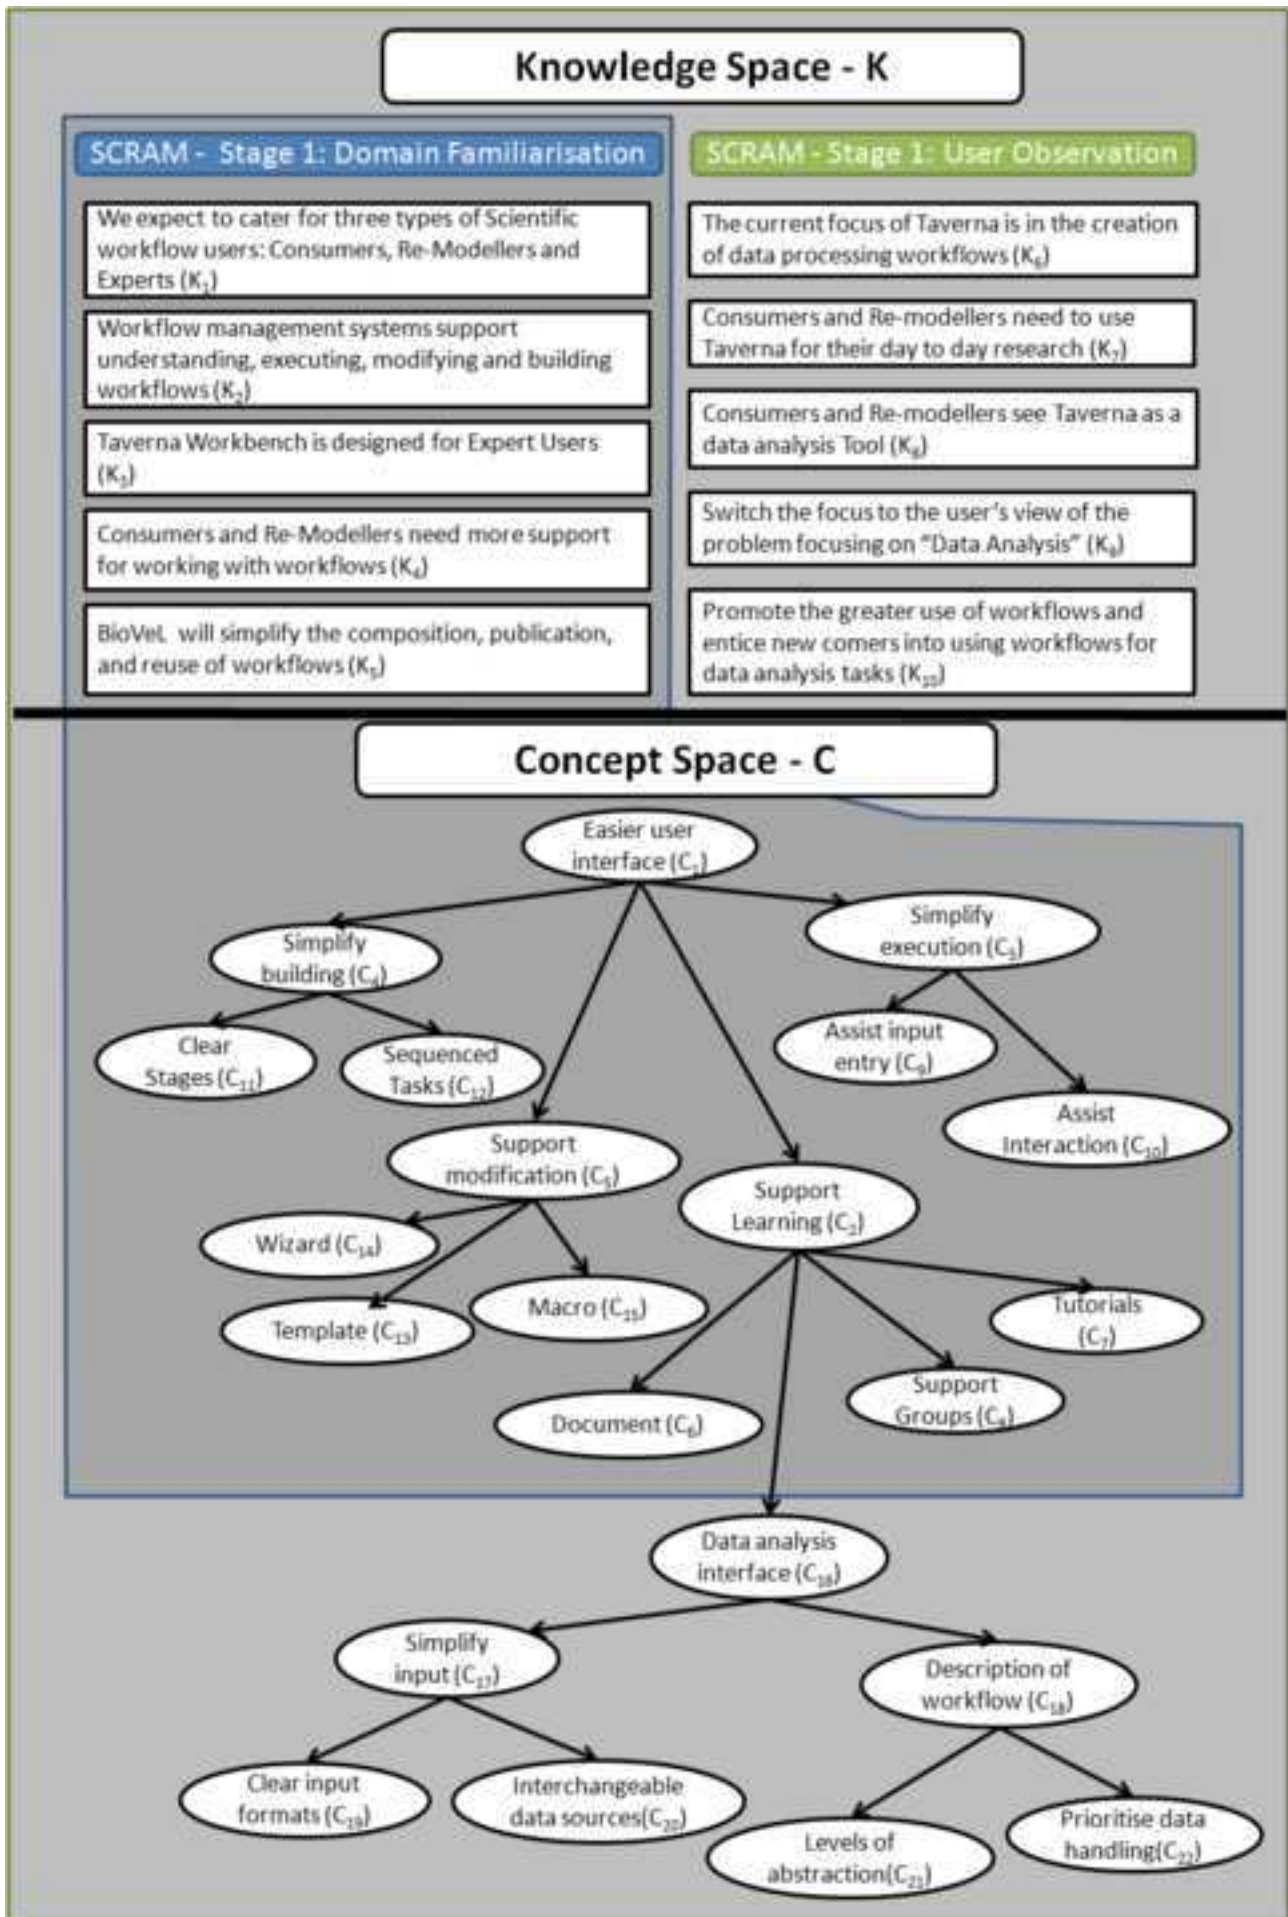 Knowledge Space - K
SCRAM - Stage 1: Domain Familiarisation
We expect to cater for three types of Scientific
workflow users: Consumers, Re-Modellers and
Experts (K1)
Workflow management systems support
understanding, executing, modifying and building
workflows (K2)
Taverna Workbench is designed for Expert Users
(K3)
Consumers and Re-Modellers need more support
for working with workflows (K4)
BioVeL will simplify the composition, publication,
and reuse of workflows (K5)
SCRAM - Stage 1: User Observation
The current focus of Taverna is in the creation
of data processing workflows (K6)
Consumers and Re-modellers need to use
Taverna for their day to day research (K7)
Consumers and Re-modellers see Taverna as a
data analysis Tool (K8)
Switch the focus to the user's view of the
problem focusing on "Data Analysis" (K9)
Promote the greater use of workflows and
entice new comers into using workflows for
data analysis tasks (K10)
Concept Space - C
Easier user
interface (C1)
Simplify
building (C4)
Simplify
execution (C3)
Clear
Stages (C11)
Sequenced
Tasks (C12)
Assist input
entry (C9)
Assist
Interaction (C10)
Support
modification (C5)
Support
Learning (C2)
Wizard (C14)
Template (C13)
Macro (C15)
Tutorials
(C7)
Document (C6)
Support
Groups (C8)
Data analysis
interface (C16)
Simplify
input (C17)
Description of
workflow (C18)
Clear input
formats (C19)
Interchangeable
data sources(C20)
Levels of
abstraction(C21)
Prioritise data
handling(C22)